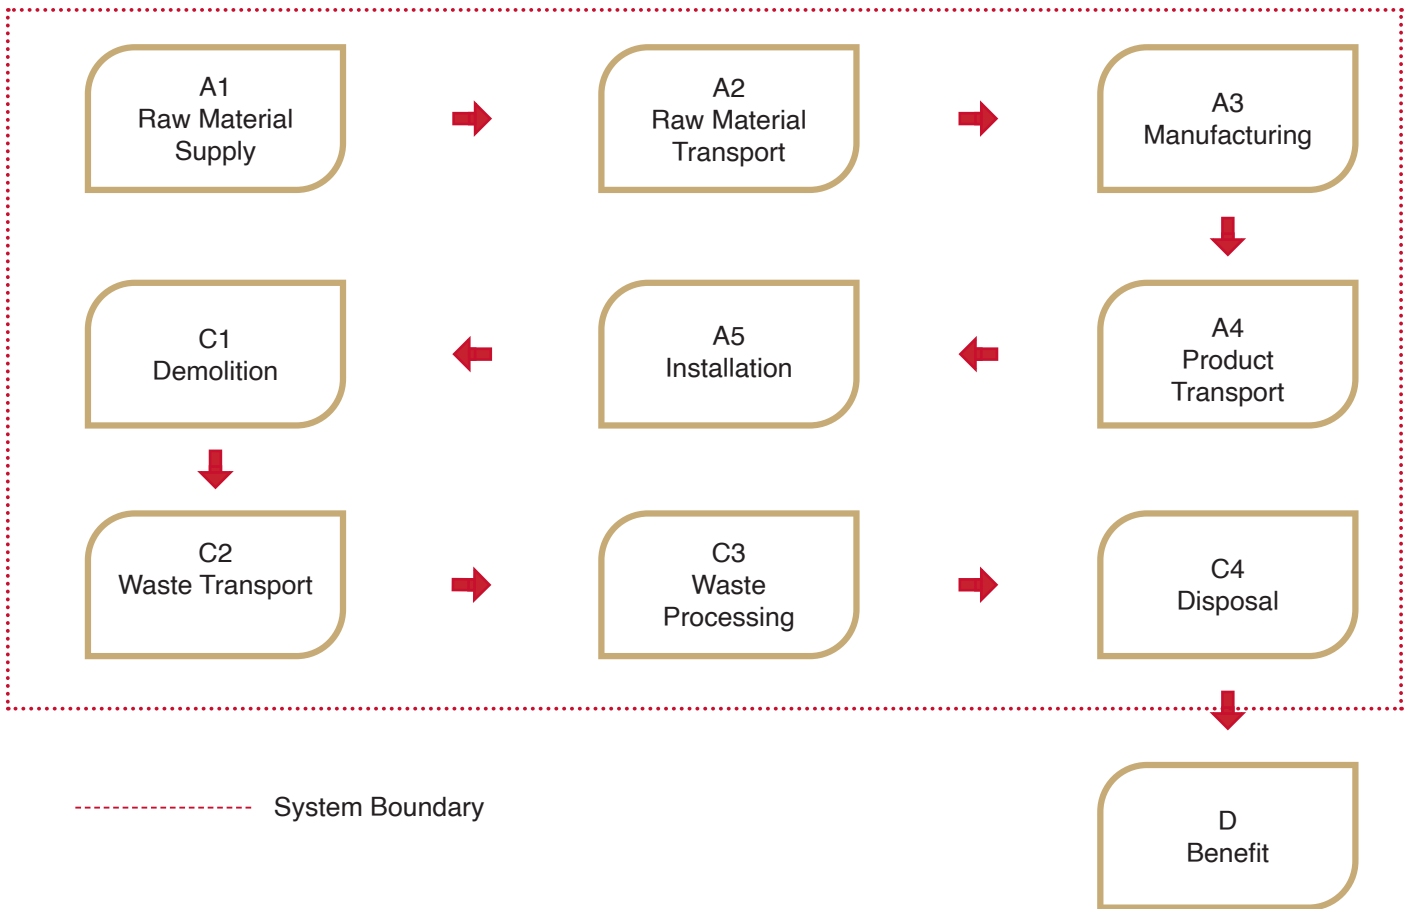 A1
Raw Material
Supply
A2
Raw Material
Transport
A3
Manufacturing
C1
Demolition
A5
Installation
A4
Product
Transport
C2
Waste Transport
C3
Waste
Processing
C4
Disposal
System Boundary
D
Benefit